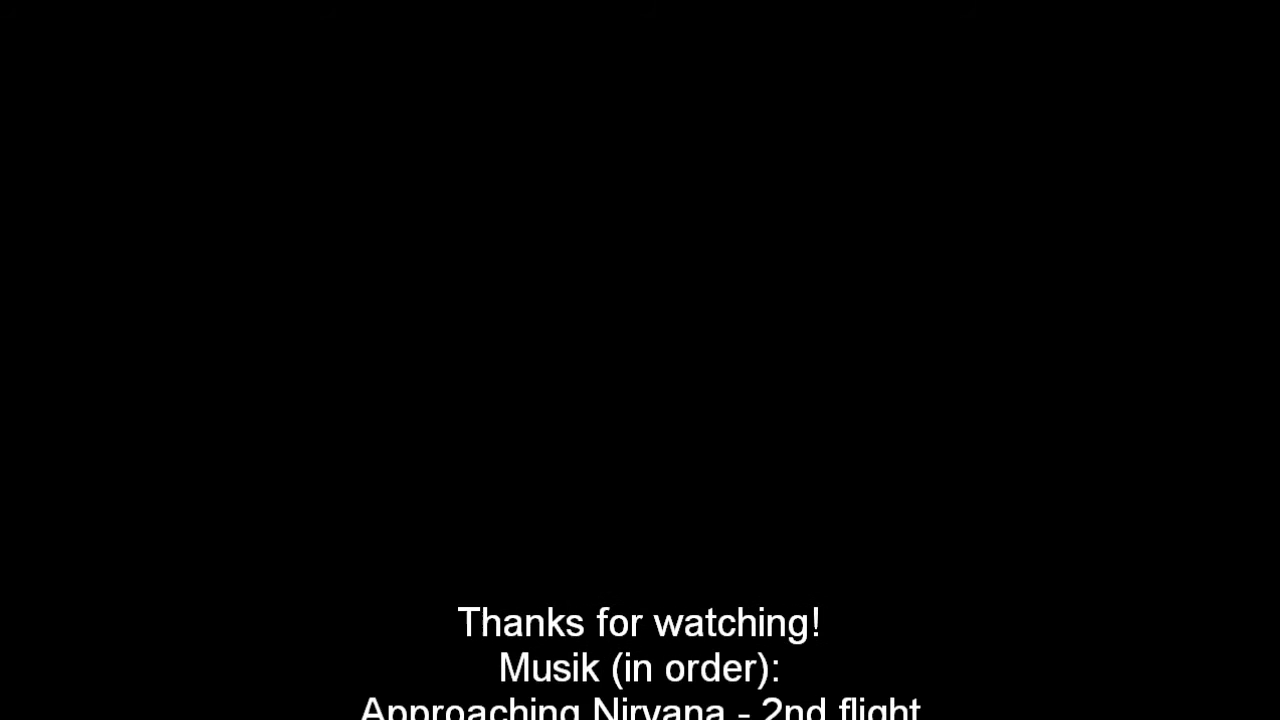 Thanks for watching!
Musik (in order):
Approaching Nirvana - 2nd flight